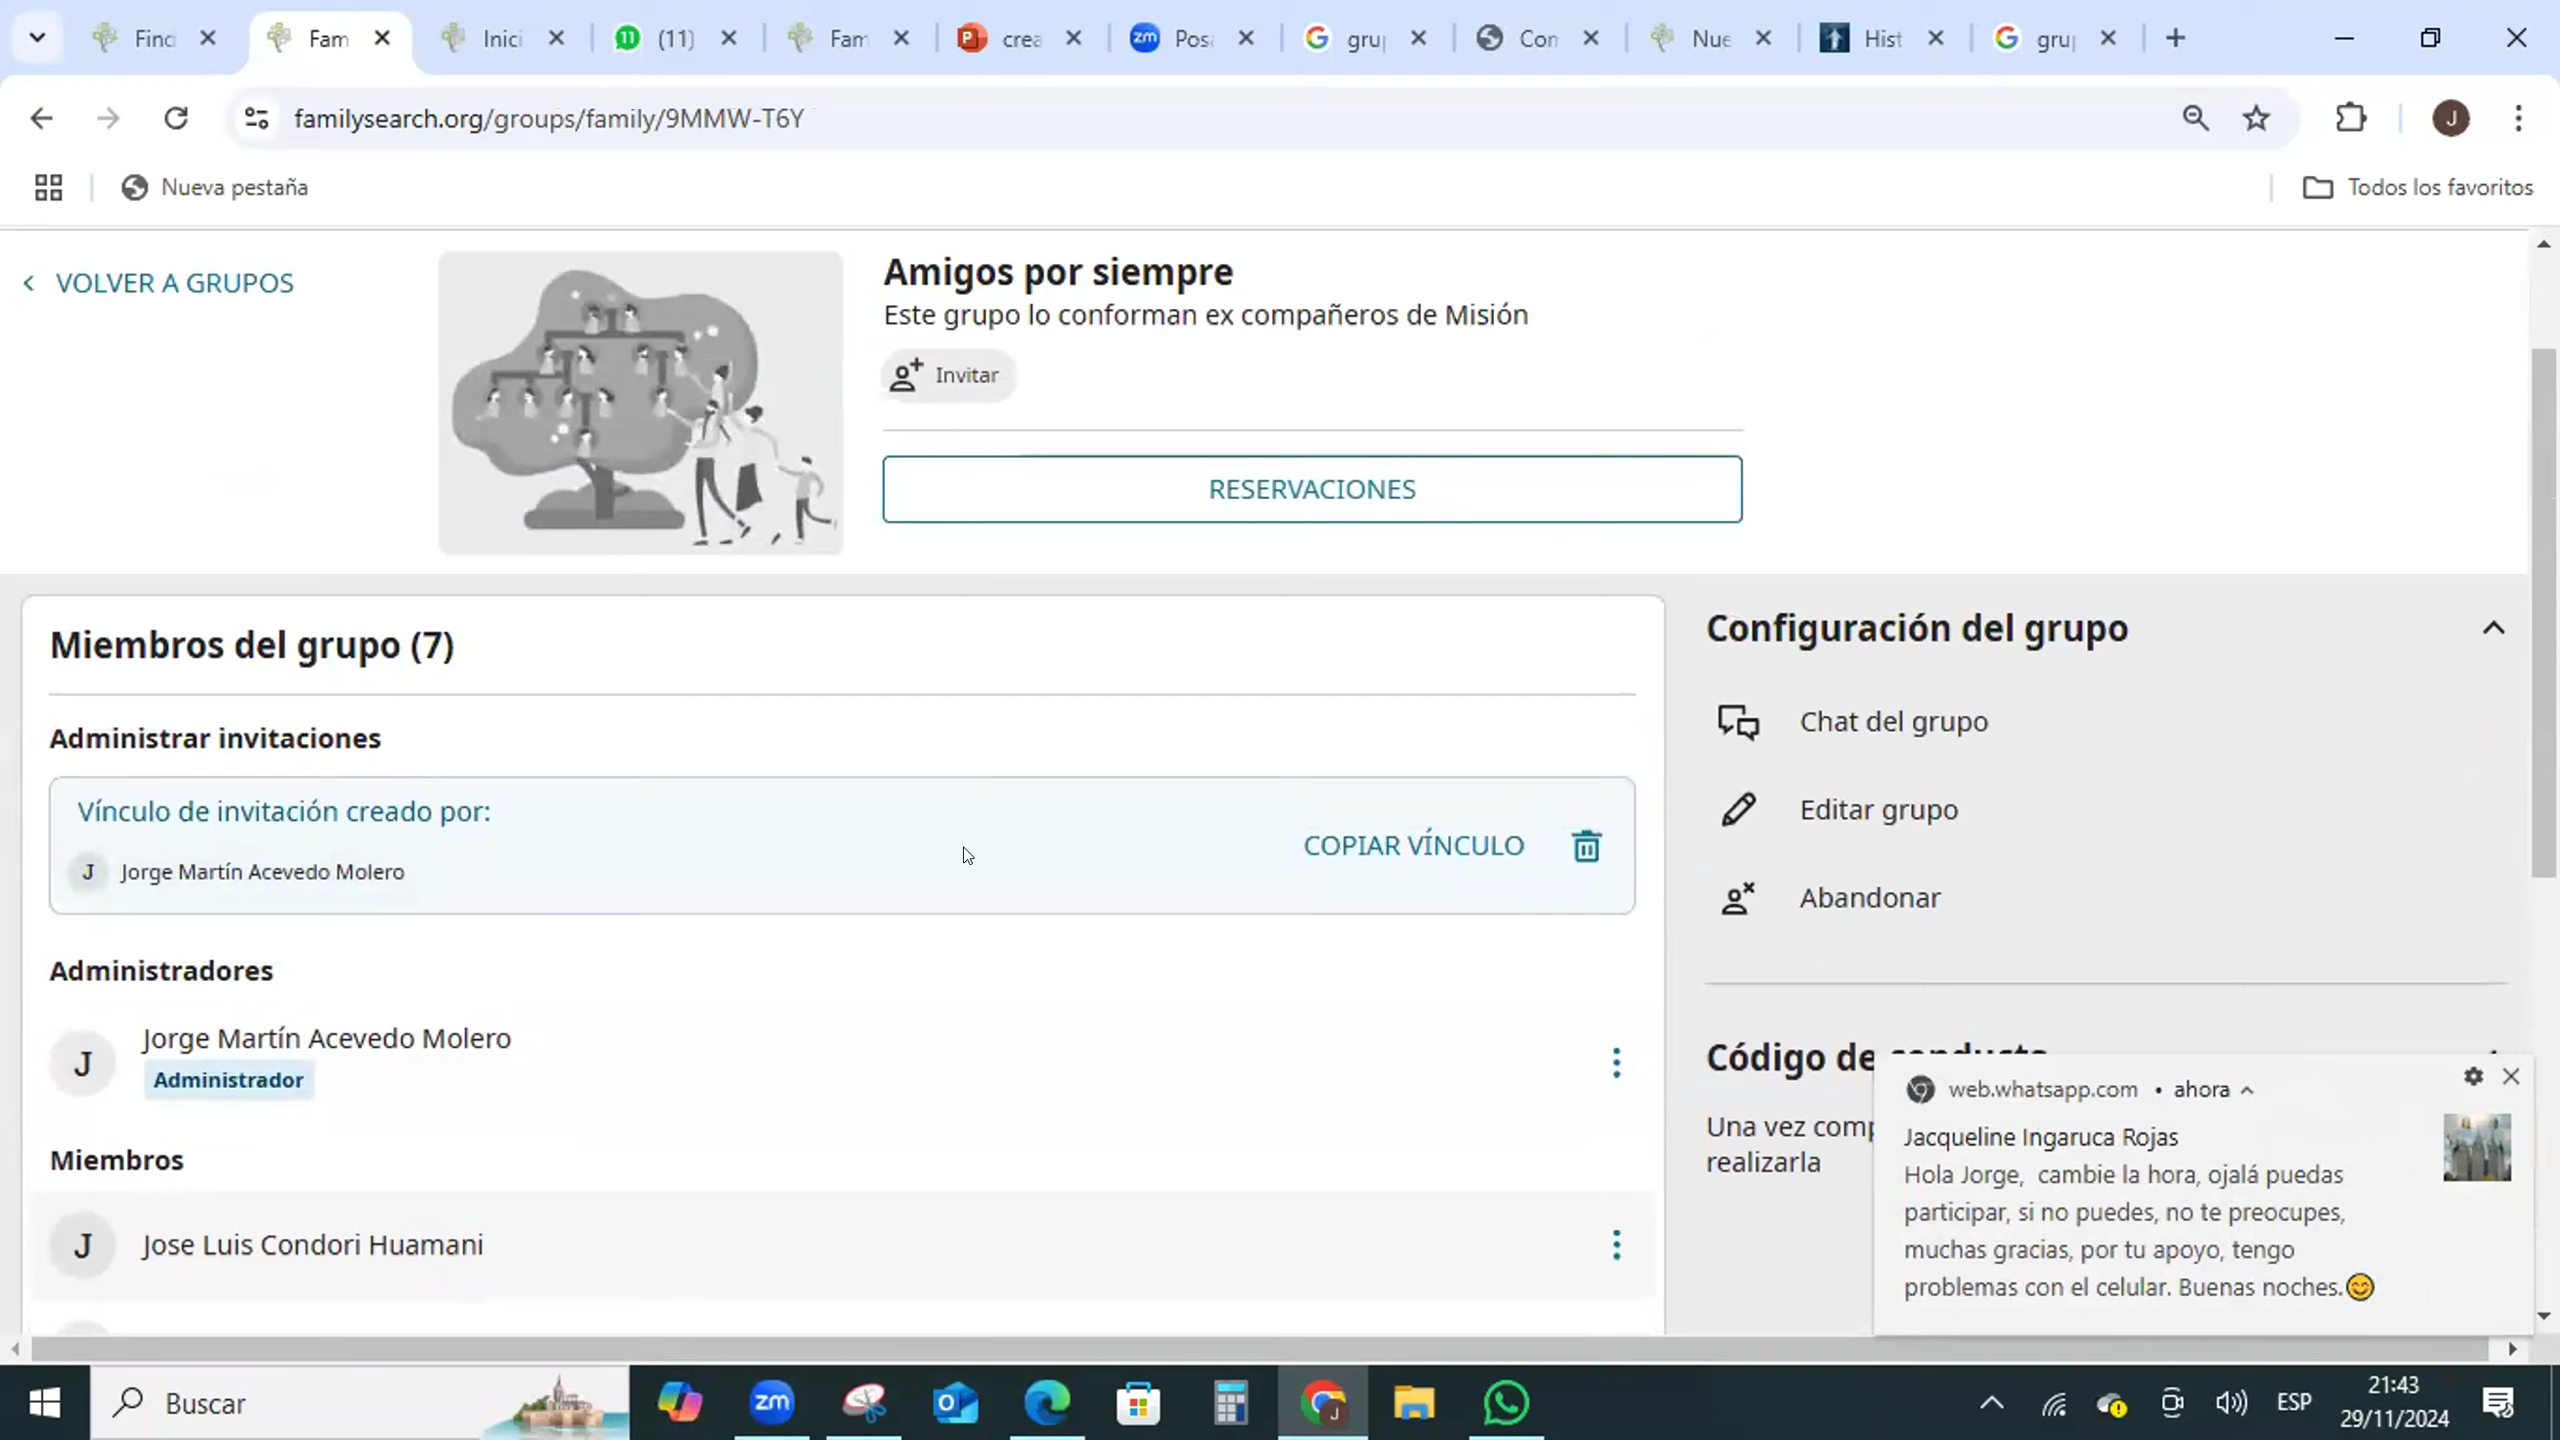 Find
Fam
Inici
11
(11)
Fam
P
crea
zm
Posa
G
gru
Con
Nue
Hist
G
gru
familysearch.org/groups/family/9MMW-T6Y
J
Nueva pestaña
Todos los favoritos
VOLVER A GRUPOS
Amigos por siempre
Este grupo lo conforman ex compañeros de Misión
Invitar
RESERVACIONES
Miembros del grupo (7)
Administrar invitaciones
Vínculo de invitación creado por:
J Jorge Martín Acevedo Molero
COPIAR VÍNCULO
Administradores
J
Jorge Martín Acevedo Molero
Administrador
Miembros
J
Jose Luis Condori Huamani
Configuración del grupo
Chat del grupo
Editar grupo
Abandonar
Código de conducta
Una vez comp
realizarla
web.whatsapp.com • ahora
Jacqueline Ingaruca Rojas
Hola Jorge, cambie la hora, ojalá puedas
participar, si no puedes, no te preocupes,
muchas gracias, por tu apoyo, tengo
problemas con el celular. Buenas noches.😊
Buscar
zm
J
ESP
21:43
29/11/2024